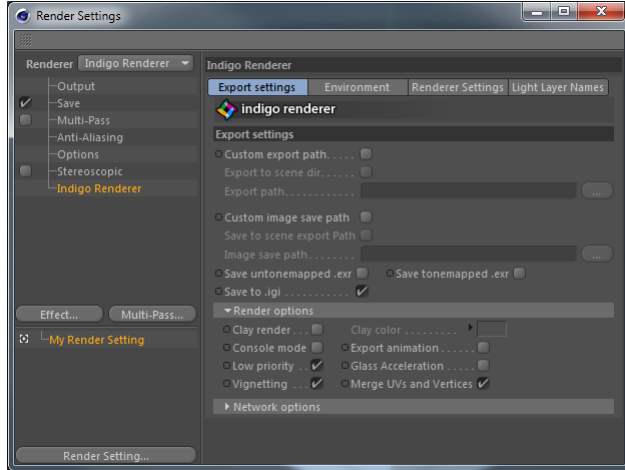 Render Settings
Renderer Indigo Renderer
Output
Save
Multi-Pass
Anti-Aliasing
Options
Stereoscopic
Indigo Renderer
Effect... Multi-Pass...
My Render Setting
Render Setting...
Indigo Renderer
Export settings Environment Renderer Settings Light Layer Names
indigo renderer
Export settings
Custom export path.....
Export to scene dir......
Export path............ ...
Custom image save path
Save to scene export Path
Image save path........ ...
Save untonemapped .exr Save tonemapped .exr
Save to .igi ...........
Render options
Clay render... Clay color .........
Console mode Export animation ......
Low priority .. Glass Acceleration .....
Vignetting ... Merge UVs and Vertices
Network options